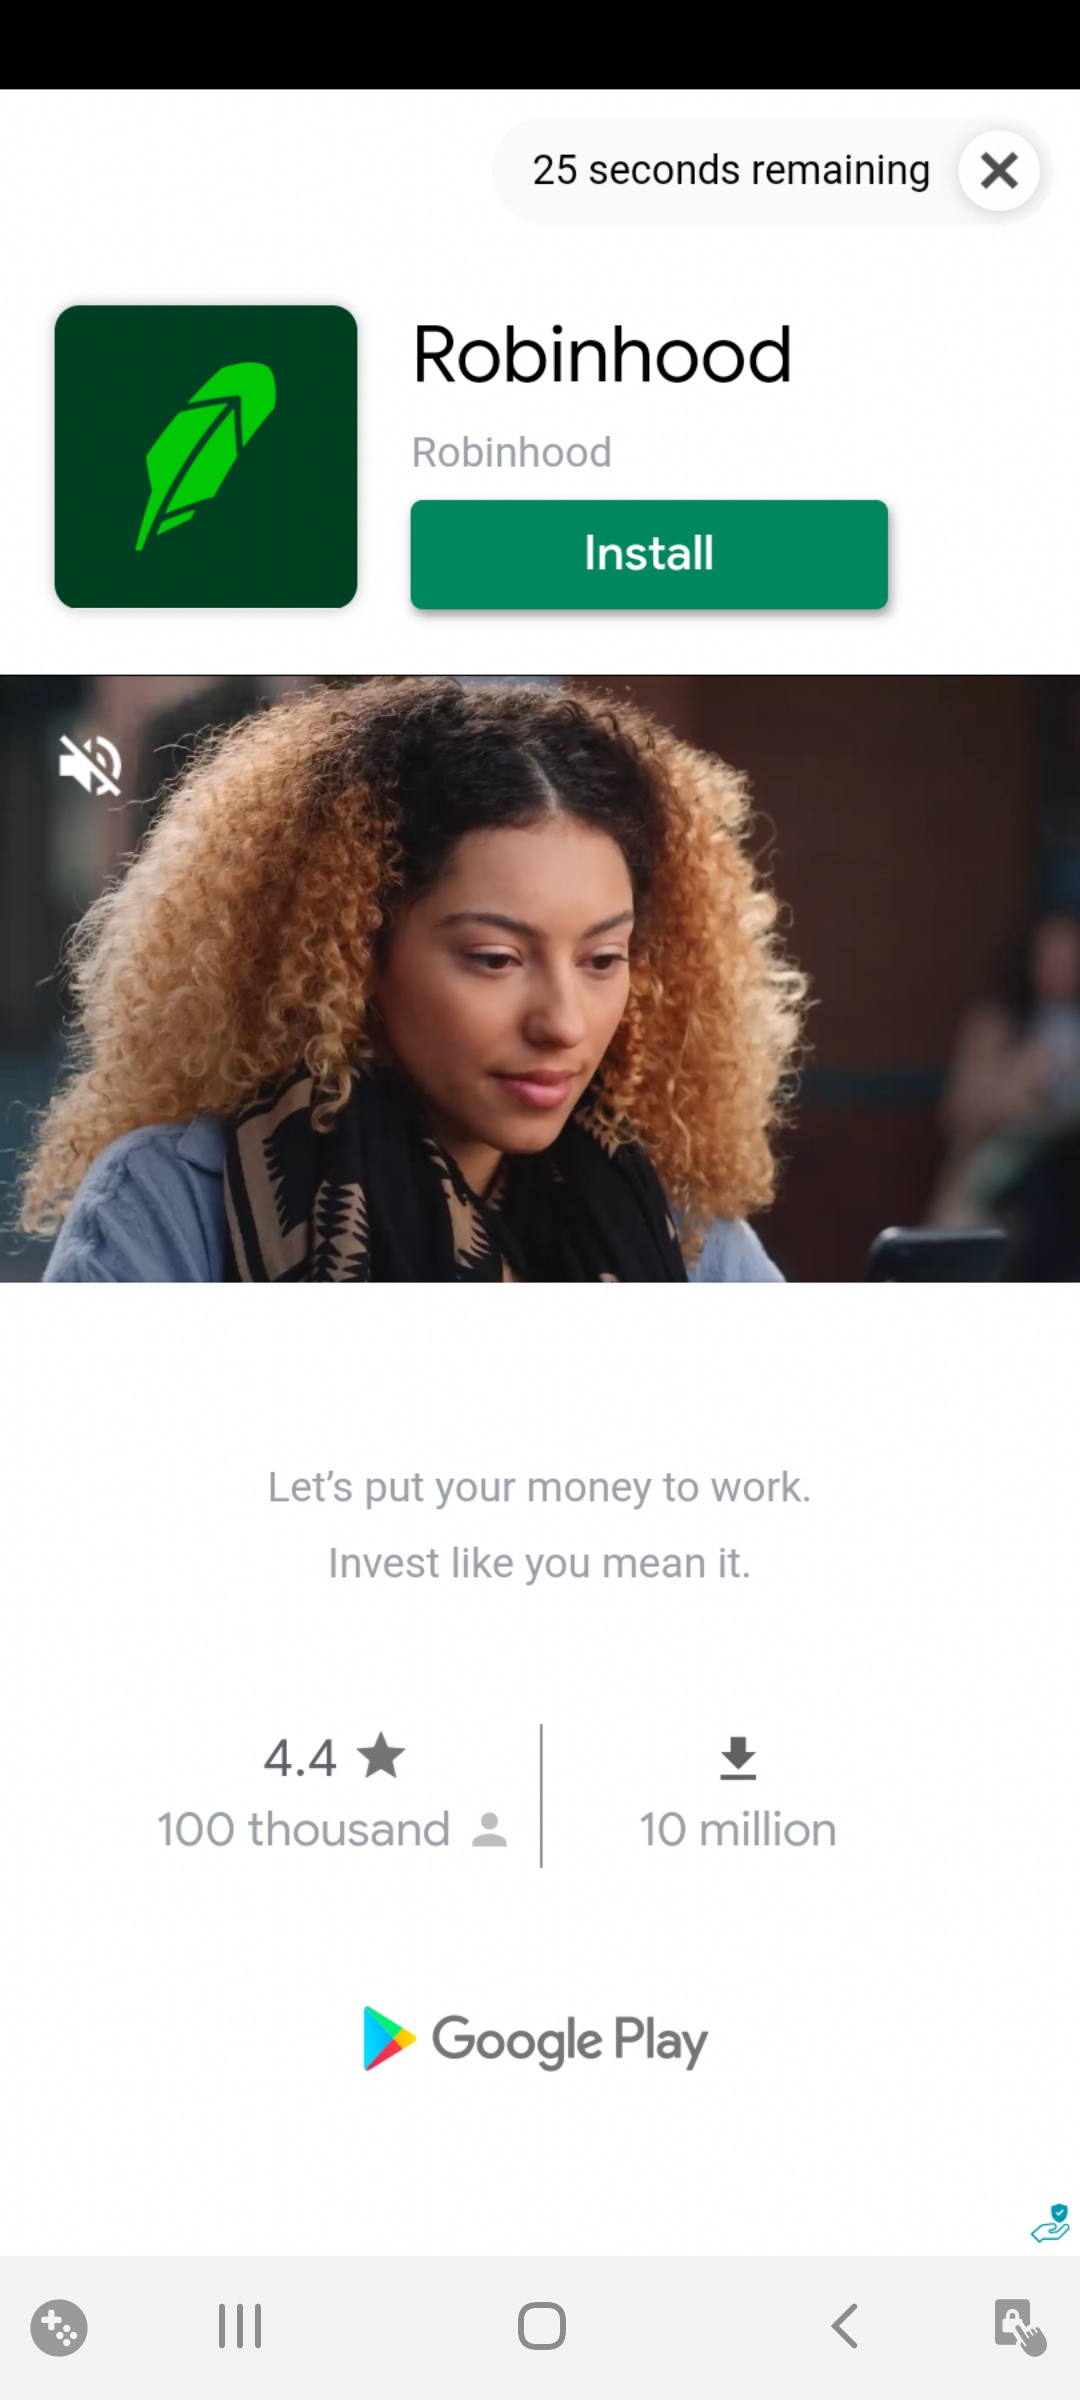 25 seconds remaining
Robinhood
Robinhood
Install
Let’s put your money to work.
Invest like you mean it.
4.4
100 thousand
10 million
Google Play